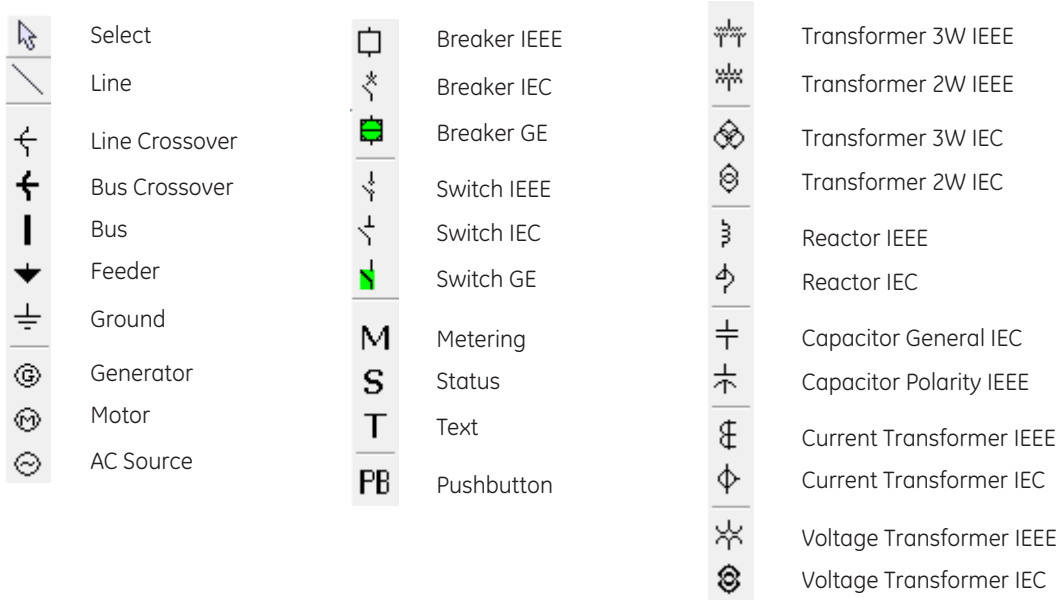 Select
Line
Line Crossover
Bus Crossover
Bus
Feeder
Ground
G Generator
M Motor
AC Source
Breaker IEEE
Breaker IEC
Breaker GE
Switch IEEE
Switch IEC
Switch GE
M Metering
S Status
T Text
PB Pushbutton
Transformer 3W IEEE
Transformer 2W IEEE
Transformer 3W IEC
Transformer 2W IEC
Reactor IEEE
Reactor IEC
Capacitor General IEC
Capacitor Polarity IEEE
Current Transformer IEEE
Current Transformer IEC
Voltage Transformer IEEE
Voltage Transformer IEC